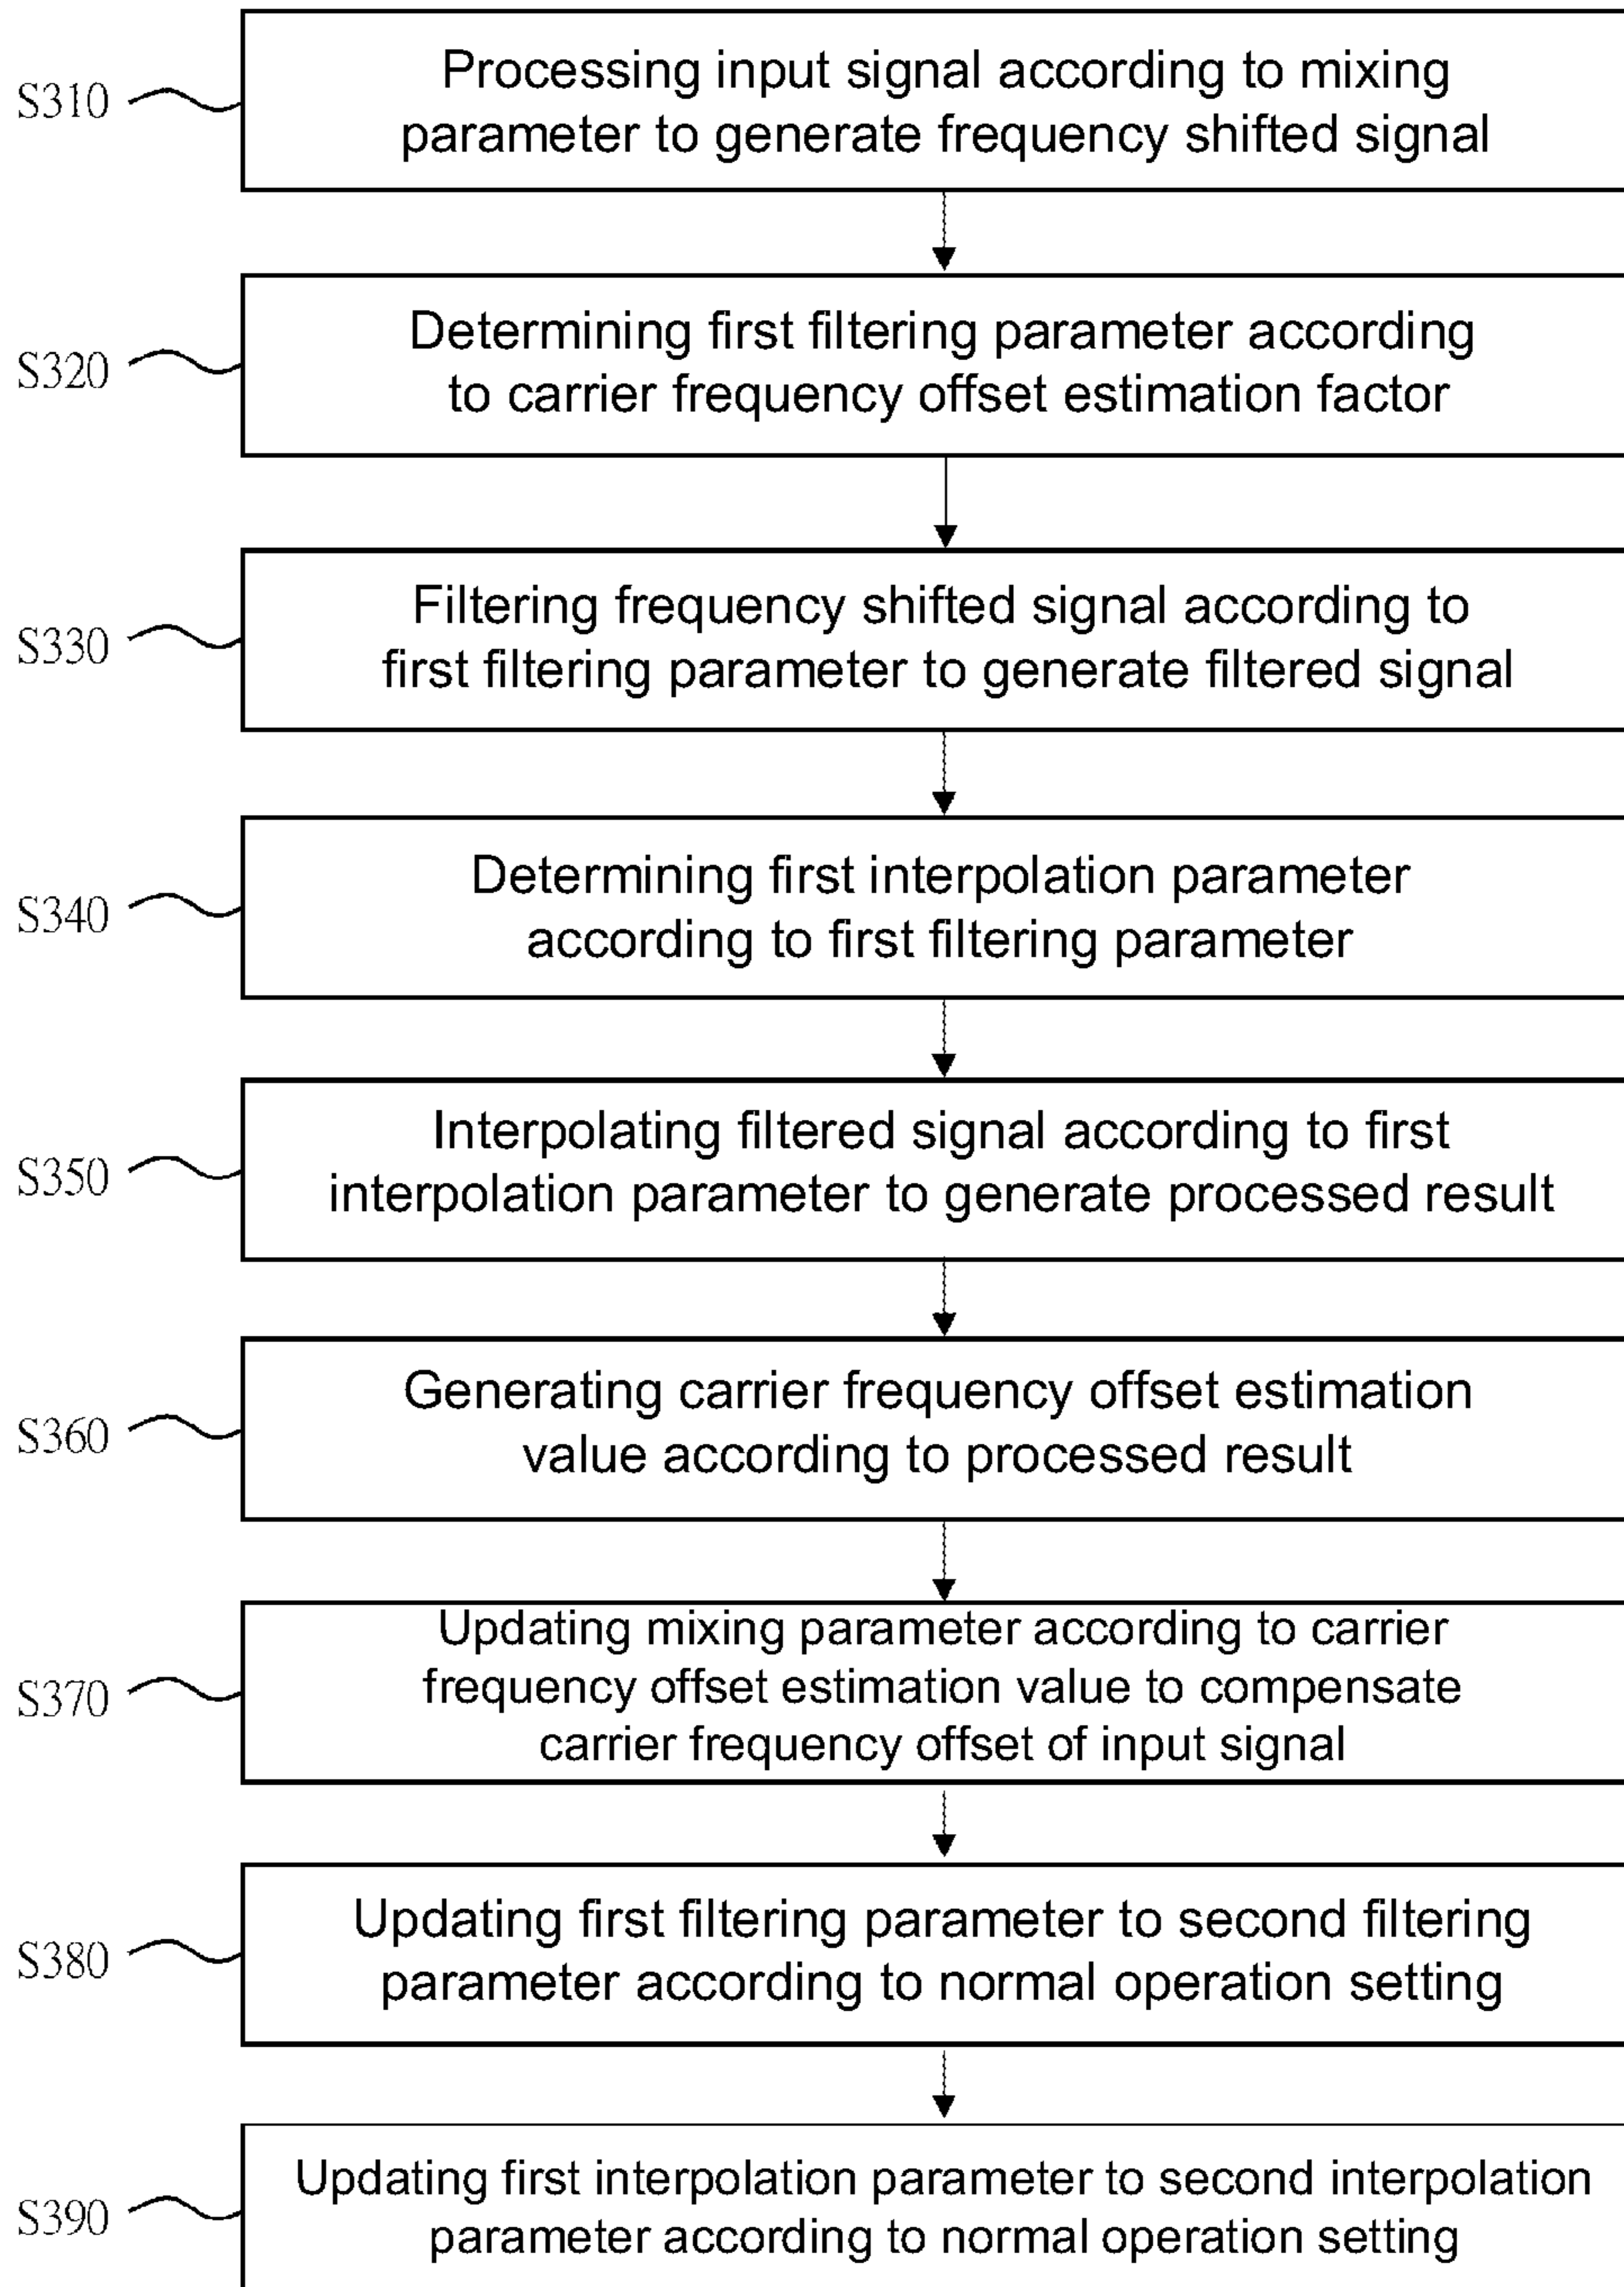 S310
Processing input signal according to mixing
parameter to generate frequency shifted signal
S320
Determining first filtering parameter according
to carrier frequency offset estimation factor
S330
Filtering frequency shifted signal according to
first filtering parameter to generate filtered signal
S340
Determining first interpolation parameter
according to first filtering parameter
S350
Interpolating filtered signal according to first
interpolation parameter to generate processed result
S360
Generating carrier frequency offset estimation
value according to processed result
S370
Updating mixing parameter according to carrier
frequency offset estimation value to compensate
carrier frequency offset of input signal
S380
Updating first filtering parameter to second filtering
parameter according to normal operation setting
S390
Updating first interpolation parameter to second interpolation
parameter according to normal operation setting